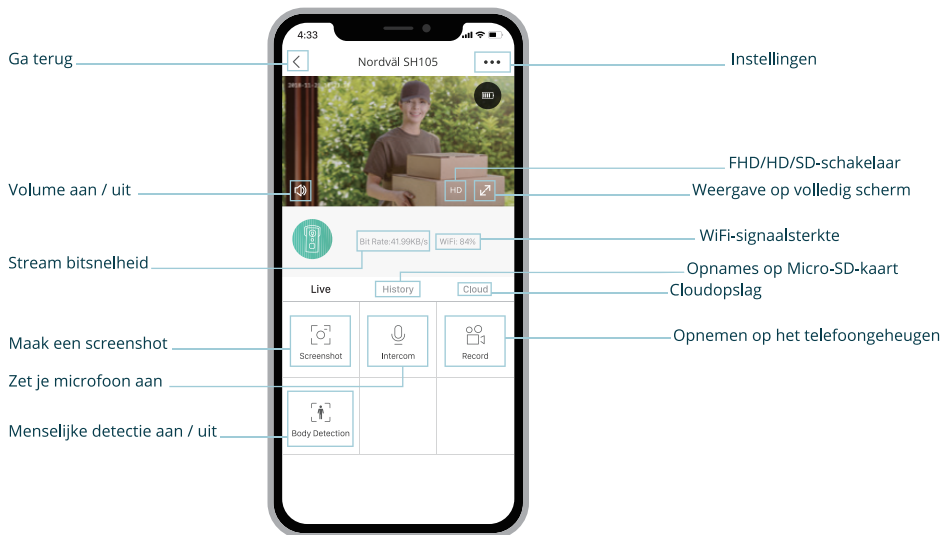 4:33
Ga terug
Nordväl SH105
Instellingen
FHD/HD/SD-schakelaar
Volume aan / uit
HD
Weergave op volledig scherm
WiFi-signaalsterkte
Bit Rate:41.99KB/s
WiFi: 84%
Stream bitsnelheid
Opnames op Micro-SD-kaart
Live
History
Cloud
Cloudopslag
Opnemen op het telefoongeheugen
Maak een screenshot
Screenshot
Intercom
Record
Zet je microfoon aan
Menselijke detectie aan / uit
Body Detection